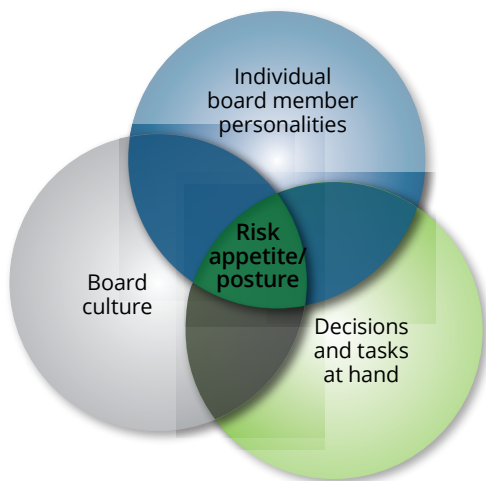 Individual
board member
personalities
Risk
appetite/
posture
Board
culture
Decisions
and tasks
at hand